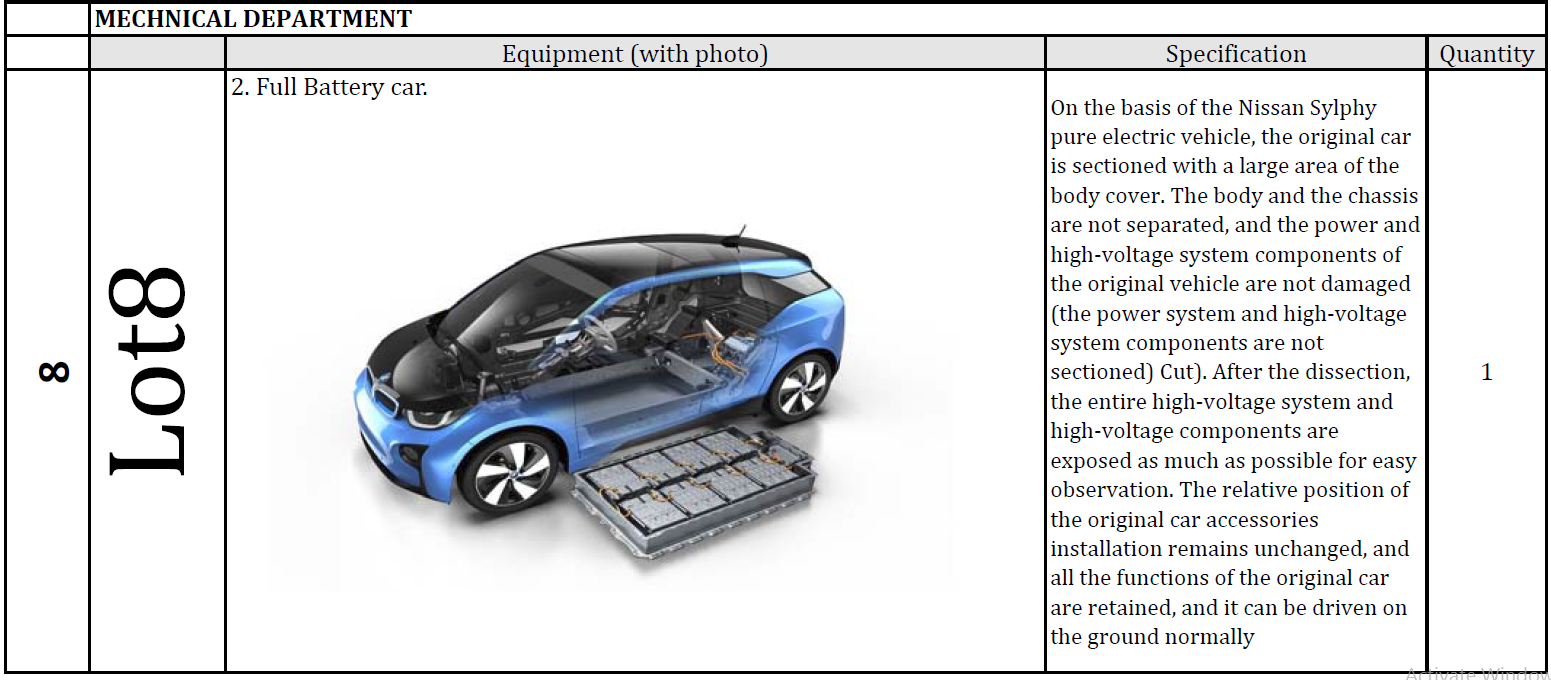 MECHNICAL DEPARTMENT
Equipment (with photo)
Specification
Quantity
8
Lot8
2. Full Battery car.
On the basis of the Nissan Sylphy
pure electric vehicle, the original car
is sectioned with a large area of the
body cover. The body and the chassis
are not separated, and the power and
high-voltage system components of
the original vehicle are not damaged
(the power system and high-voltage
system components are not
sectioned) Cut). After the dissection,
the entire high-voltage system and
high-voltage components are
exposed as much as possible for easy
observation. The relative position of
the original car accessories
installation remains unchanged, and
all the functions of the original car
are retained, and it can be driven on
the ground normally
1
Activate Window